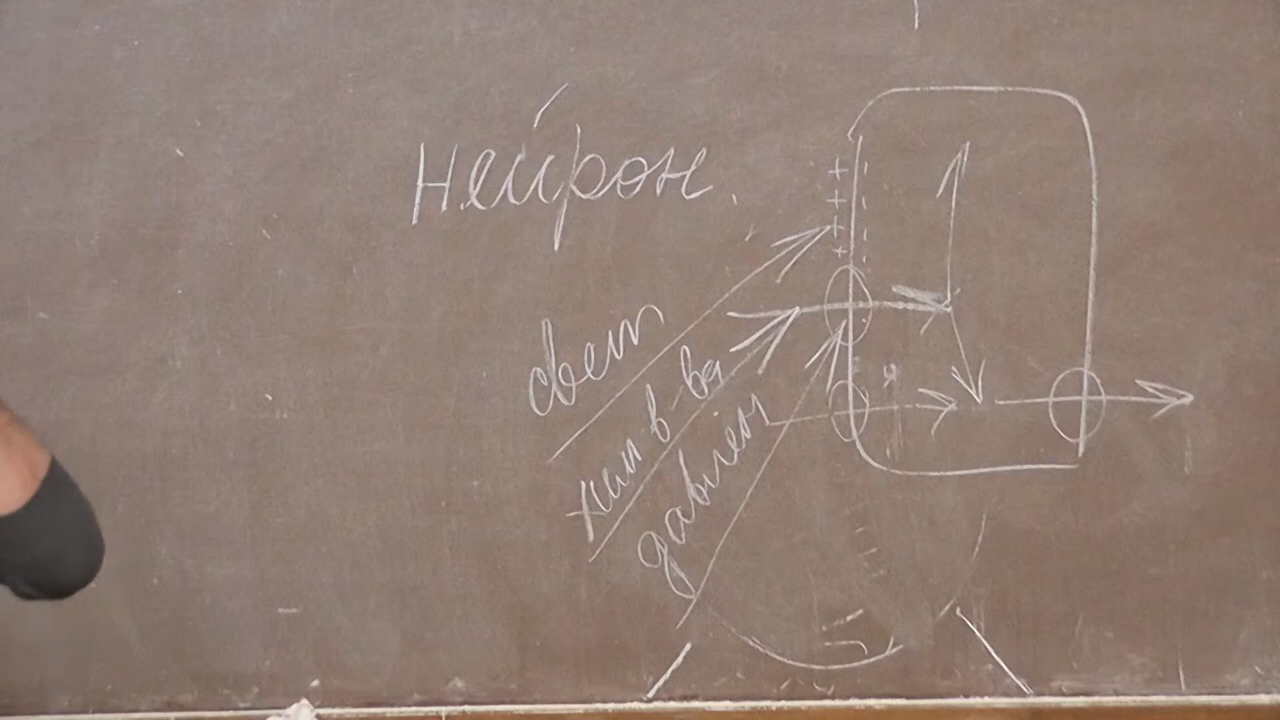 нейрон.
свет
хим в-ва
давлен